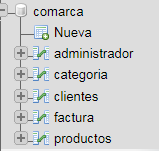 comarca
Nueva
administrador
categoria
clientes
factura
productos